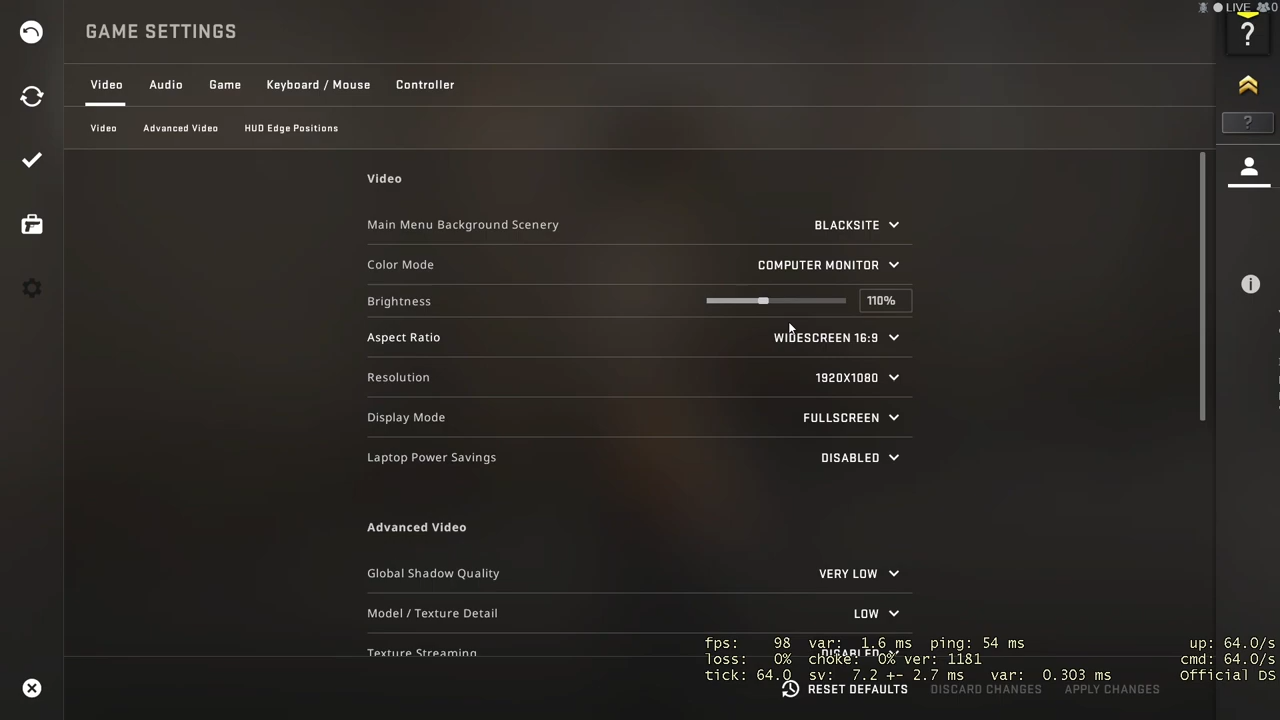 LIVE 0
GAME SETTINGS
?
Video Audio Game Keyboard / Mouse Controller
?
Video Advanced Video HUD Edge Positions
Video
Main Menu Background Scenery BLACKSITE
Color Mode COMPUTER MONITOR
Brightness 110%
Aspect Ratio WIDESCREEN 16:9
Resolution 1920X1080
Display Mode FULLSCREEN
Laptop Power Savings DISABLED
Advanced Video
Global Shadow Quality VERY LOW
Model / Texture Detail LOW
Texture Streaming DISABLED
fps: 98 var: 1.6 ms ping: 54 ms up: 64.0/s
loss: 0% choke: 0% ver: 1181 cmd: 64.0/s
tick: 64.0 sv: 7.2 +- 2.7 ms var: 0.303 ms Official DS
RESET DEFAULTS DISCARD CHANGES APPLY CHANGES